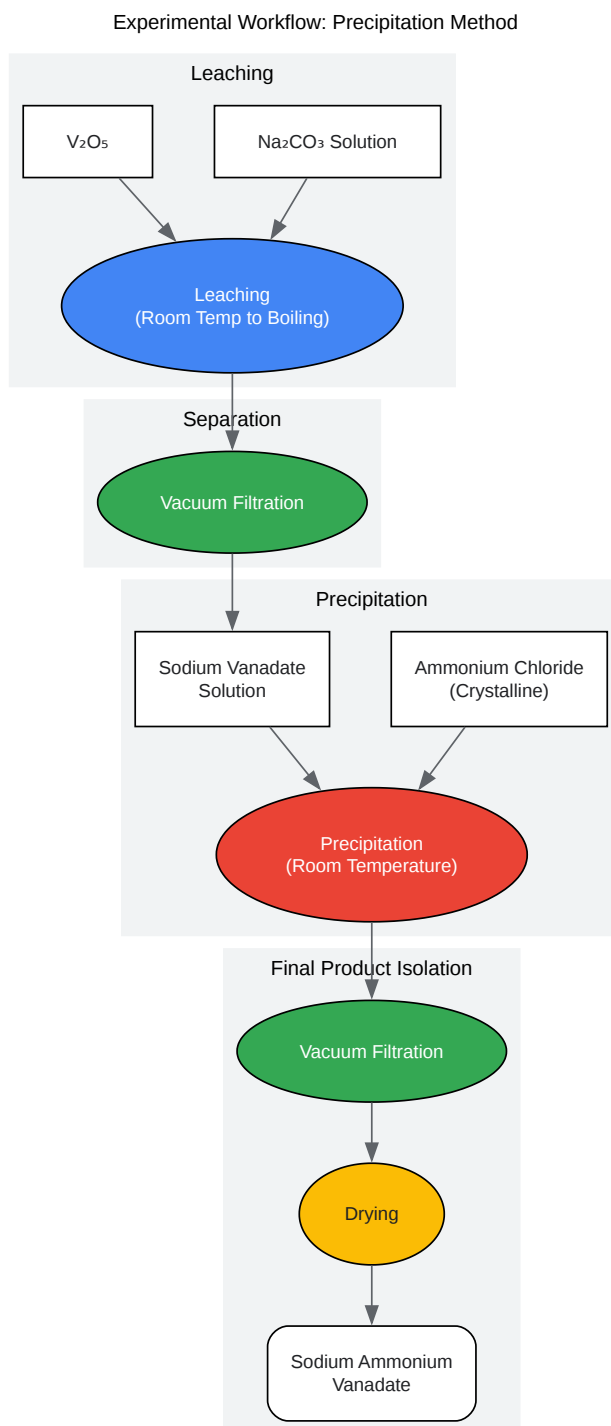 Experimental Workflow: Precipitation Method
Leaching
V₂O₅
Na₂CO₃ Solution
Leaching
(Room Temp to Boiling)
Separation
Vacuum Filtration
Precipitation
Sodium Vanadate
Solution
Ammonium Chloride
(Crystalline)
Precipitation
(Room Temperature)
Final Product Isolation
Vacuum Filtration
Drying
Sodium Ammonium
Vanadate